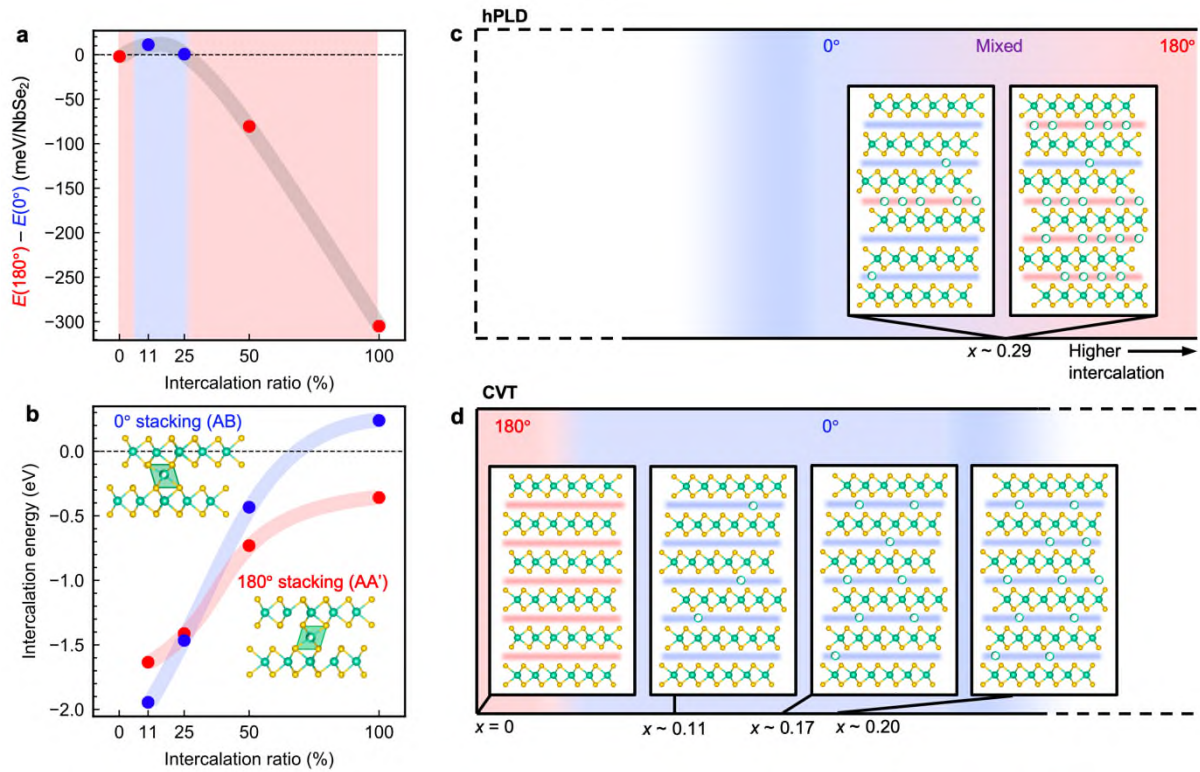 a
E(180°) – E(0°) (meV/NbSe₂)
0
−50
−100
−150
−200
−250
−300
0 11 25 50 100
Intercalation ratio (%)
b
0° stacking (AB)
180° stacking (AA')
Intercalation energy (eV)
0.0
−0.5
−1.0
−1.5
−2.0
0 11 25 50 100
Intercalation ratio (%)
hPLD
c
0° Mixed 180°
x ~ 0.29
Higher
intercalation
CVT
d
180° 0°
x = 0 x ~ 0.11 x ~ 0.17 x ~ 0.20